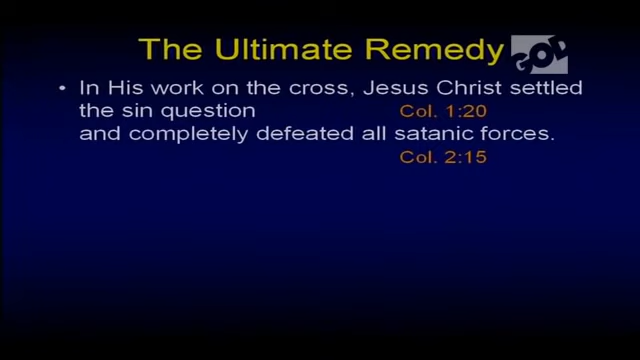 The Ultimate Remedy
GOD
• In His work on the cross, Jesus Christ settled
the sin question Col. 1:20
and completely defeated all satanic forces.
Col. 2:15